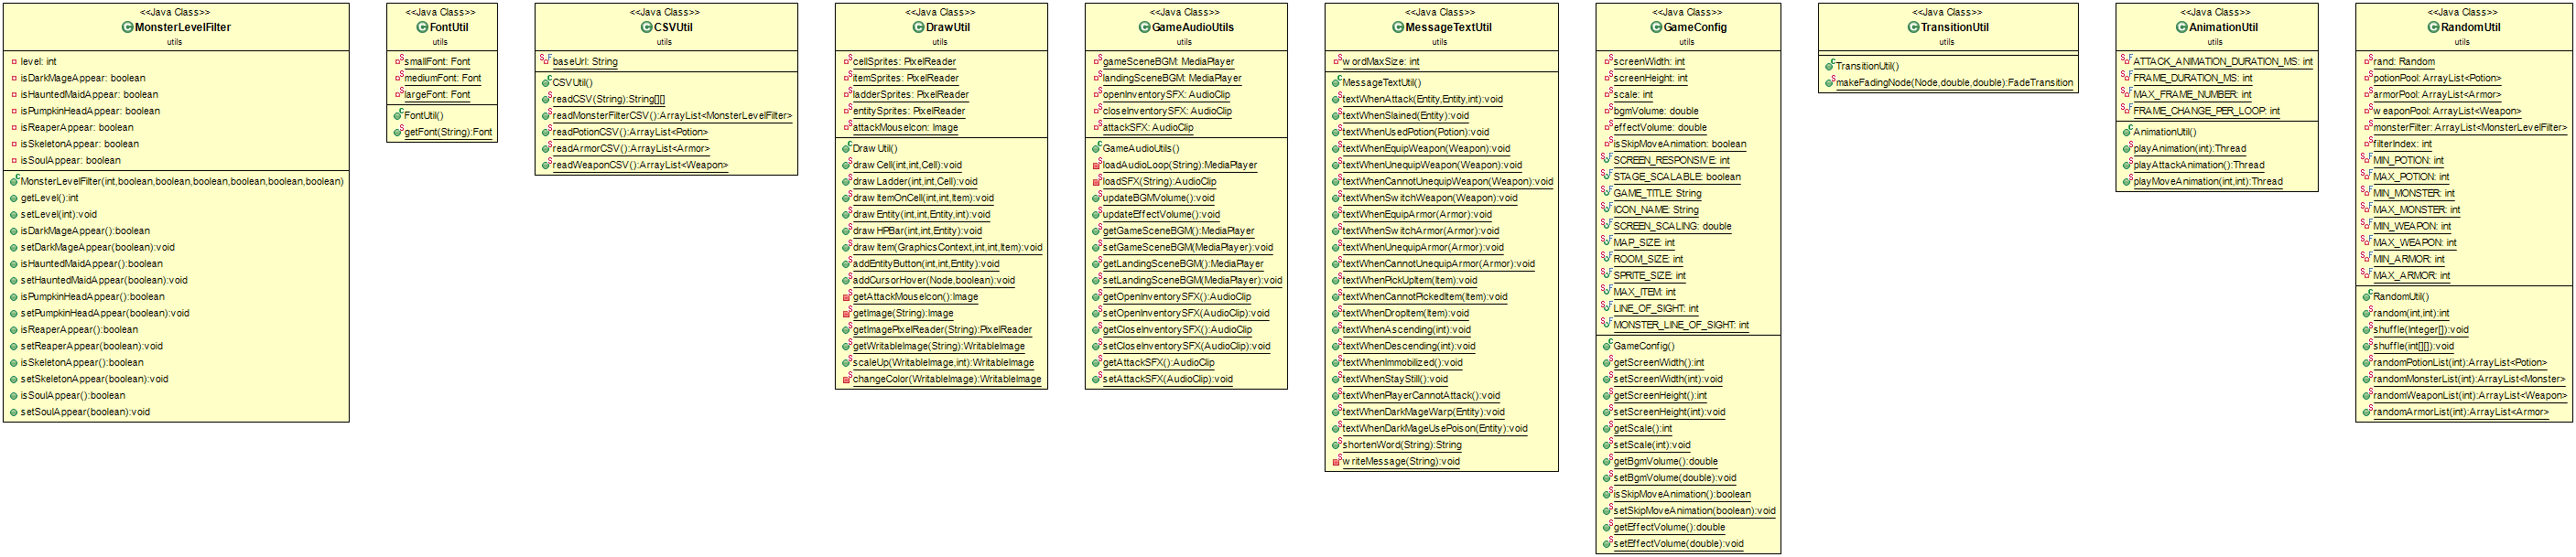 <<Java Class>>
MonsterLevelFilter
utils
level: int
isDarkMageAppear: boolean
isHauntedMaidAppear: boolean
isPumpkinHeadAppear: boolean
isReaperAppear: boolean
isSkeletonAppear: boolean
isSoulAppear: boolean
MonsterLevelFilter(int,boolean,boolean,boolean,boolean,boolean,boolean)
getLevel():int
setLevel(int):void
isDarkMageAppear():boolean
setDarkMageAppear(boolean):void
isHauntedMaidAppear():boolean
setHauntedMaidAppear(boolean):void
isPumpkinHeadAppear():boolean
setPumpkinHeadAppear(boolean):void
isReaperAppear():boolean
setReaperAppear(boolean):void
isSkeletonAppear():boolean
setSkeletonAppear(boolean):void
isSoulAppear():boolean
setSoulAppear(boolean):void
<<Java Class>>
FontUtil
utils
smallFont: Font
mediumFont: Font
largeFont: Font
FontUtil()
getFont(String):Font
<<Java Class>>
CSVUtil
utils
baseUrl: String
CSVUtil()
readCSV(String):String[][]
readMonsterFilterCSV():ArrayList<MonsterLevelFilter>
readPotionCSV():ArrayList<Potion>
readArmorCSV():ArrayList<Armor>
readWeaponCSV():ArrayList<Weapon>
<<Java Class>>
DrawUtil
utils
cellSprites: PixelReader
itemSprites: PixelReader
ladderSprites: PixelReader
entitySprites: PixelReader
attackMouseIcon: Image
DrawUtil()
drawCell(int,int,Cell):void
drawLadder(int,int,Cell):void
drawItemOnCell(int,int,Item):void
drawEntity(int,int,Entity,int):void
drawHPBar(int,int,Entity):void
drawItem(GraphicsContext,int,int,Item):void
addEntityButton(int,int,Entity):void
addCursorHover(Node,boolean):void
getAttackMouseIcon():Image
getImage(String):Image
getImagePixelReader(String):PixelReader
getWritableImage(String):WritableImage
scaleUp(WritableImage,int):WritableImage
changeColor(WritableImage):WritableImage
<<Java Class>>
GameAudioUtils
utils
gameSceneBGM: MediaPlayer
landingSceneBGM: MediaPlayer
openInventorySFX: AudioClip
closeInventorySFX: AudioClip
attackSFX: AudioClip
GameAudioUtils()
loadAudioLoop(String):MediaPlayer
loadSFX(String):AudioClip
updateBGMVolume():void
updateEffectVolume():void
getGameSceneBGM():MediaPlayer
setGameSceneBGM(MediaPlayer):void
getLandingSceneBGM():MediaPlayer
setLandingSceneBGM(MediaPlayer):void
getOpenInventorySFX():AudioClip
setOpenInventorySFX(AudioClip):void
getCloseInventorySFX():AudioClip
setCloseInventorySFX(AudioClip):void
getAttackSFX():AudioClip
setAttackSFX(AudioClip):void
<<Java Class>>
MessageTextUtil
utils
wordMaxSize: int
MessageTextUtil()
textWhenAttack(Entity,Entity,int):void
textWhenSlained(Entity):void
textWhenUsedPotion(Potion):void
textWhenEquipWeapon(Weapon):void
textWhenUnequipWeapon(Weapon):void
textWhenCannotUnequipWeapon(Weapon):void
textWhenSwitchWeapon(Weapon):void
textWhenEquipArmor(Armor):void
textWhenSwitchArmor(Armor):void
textWhenUnequipArmor(Armor):void
textWhenCannotUnequipArmor(Armor):void
textWhenPickUpItem(Item):void
textWhenCannotPickedItem(Item):void
textWhenDropItem(Item):void
textWhenAscending(int):void
textWhenDescending(int):void
textWhenImmobilized():void
textWhenStayStill():void
textWhenPlayerCannotAttack():void
textWhenDarkMageWarp(Entity):void
textWhenDarkMageUsePoison(Entity):void
shortenWord(String):String
writeMessage(String):void
<<Java Class>>
GameConfig
utils
screenWidth: int
screenHeight: int
scale: int
bgmVolume: double
effectVolume: double
isSkipMoveAnimation: boolean
SCREEN_RESPONSIVE: int
STAGE_SCALABLE: boolean
GAME_TITLE: String
ICON_NAME: String
SCREEN_SCALING: double
MAP_SIZE: int
ROOM_SIZE: int
SPRITE_SIZE: int
MAX_ITEM: int
LINE_OF_SIGHT: int
MONSTER_LINE_OF_SIGHT: int
GameConfig()
getScreenWidth():int
setScreenWidth(int):void
getScreenHeight():int
setScreenHeight(int):void
getScale():int
setScale(int):void
getBgmVolume():double
setBgmVolume(double):void
isSkipMoveAnimation():boolean
setSkipMoveAnimation(boolean):void
getEffectVolume():double
setEffectVolume(double):void
<<Java Class>>
TransitionUtil
utils
TransitionUtil()
makeFadingNode(Node,double,double):FadeTransition
<<Java Class>>
AnimationUtil
utils
ATTACK_ANIMATION_DURATION_MS: int
FRAME_DURATION_MS: int
MAX_FRAME_NUMBER: int
FRAME_CHANGE_PER_LOOP: int
AnimationUtil()
playAnimation(int):Thread
playAttackAnimation():Thread
playMoveAnimation(int,int):Thread
<<Java Class>>
RandomUtil
utils
rand: Random
potionPool: ArrayList<Potion>
armorPool: ArrayList<Armor>
weaponPool: ArrayList<Weapon>
monsterFilter: ArrayList<MonsterLevelFilter>
filterIndex: int
MIN_POTION: int
MAX_POTION: int
MIN_MONSTER: int
MAX_MONSTER: int
MIN_WEAPON: int
MAX_WEAPON: int
MIN_ARMOR: int
MAX_ARMOR: int
RandomUtil()
random(int,int):int
shuffle(Integer[]):void
shuffle(int[][]):void
randomPotionList(int):ArrayList<Potion>
randomMonsterList(int):ArrayList<Monster>
randomWeaponList(int):ArrayList<Weapon>
randomArmorList(int):ArrayList<Armor>